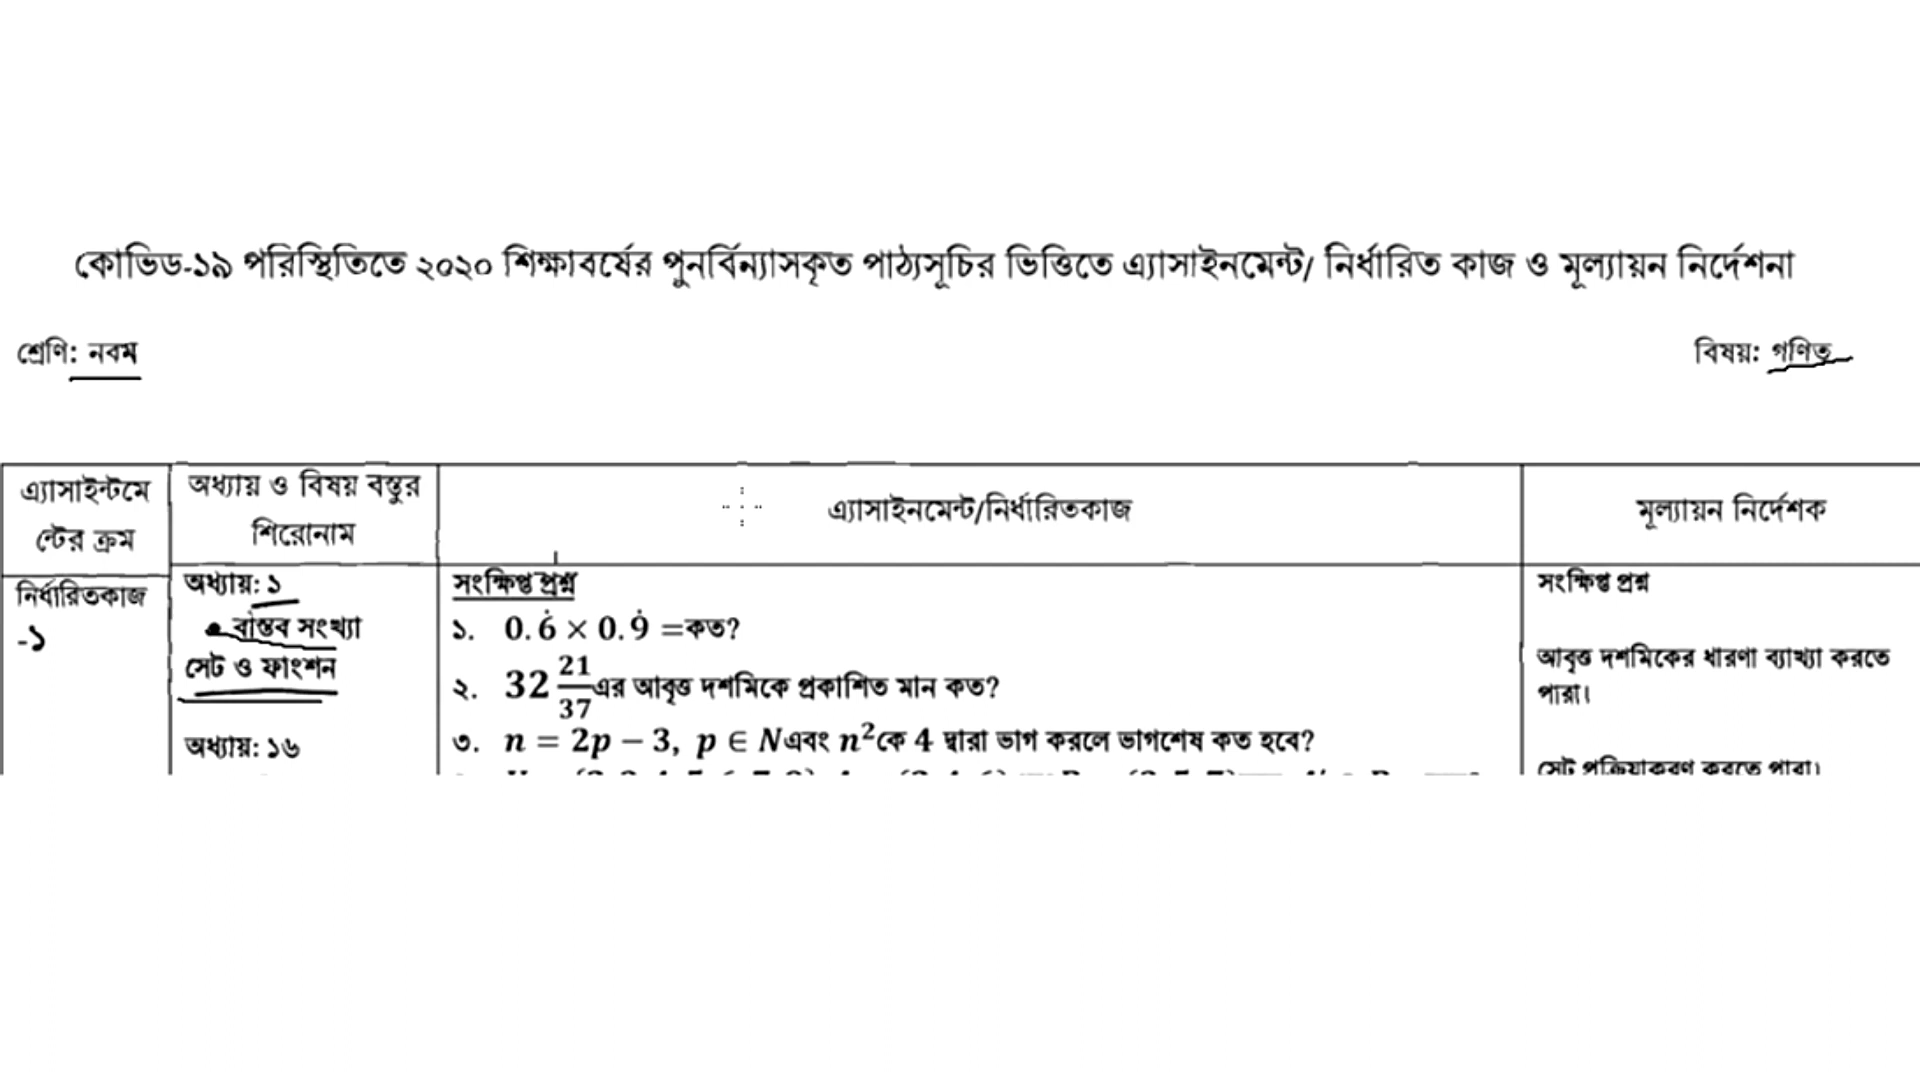 কোভিড-১৯ পরিস্থিতিতে ২০২০ শিক্ষাবর্ষের পুনর্বিন্যাসকৃত পাঠ্যসূচির ভিত্তিতে এ্যাসাইনমেন্ট/ নির্ধারিত কাজ ও মূল্যায়ন নির্দেশনা
শ্রেণি: নবম
বিষয়: গণিত
এ্যাসাইন্টমে
ন্টের ক্রম
অধ্যায় ও বিষয় বস্তুর
শিরোনাম
এ্যাসাইনমেন্ট/নির্ধারিতকাজ
মূল্যায়ন নির্দেশক
নির্ধারিতকাজ
-১
অধ্যায়: ১
• বাস্তব সংখ্যা
সেট ও ফাংশন
অধ্যায়: ১৬
সংক্ষিপ্ত প্রশ্ন
১. 0.6̇ × 0.9̇ =কত?
২. 32 21/37 এর আবৃত্ত দশমিকে প্রকাশিত মান কত?
৩. n = 2p − 3, p ∈ N এবং n² কে 4 দ্বারা ভাগ করলে ভাগশেষ কত হবে?
সংক্ষিপ্ত প্রশ্ন
আবৃত্ত দশমিকের ধারণা ব্যাখ্যা করতে
পারা।
সেট প্রক্রিয়াকরণ করতে পারা।